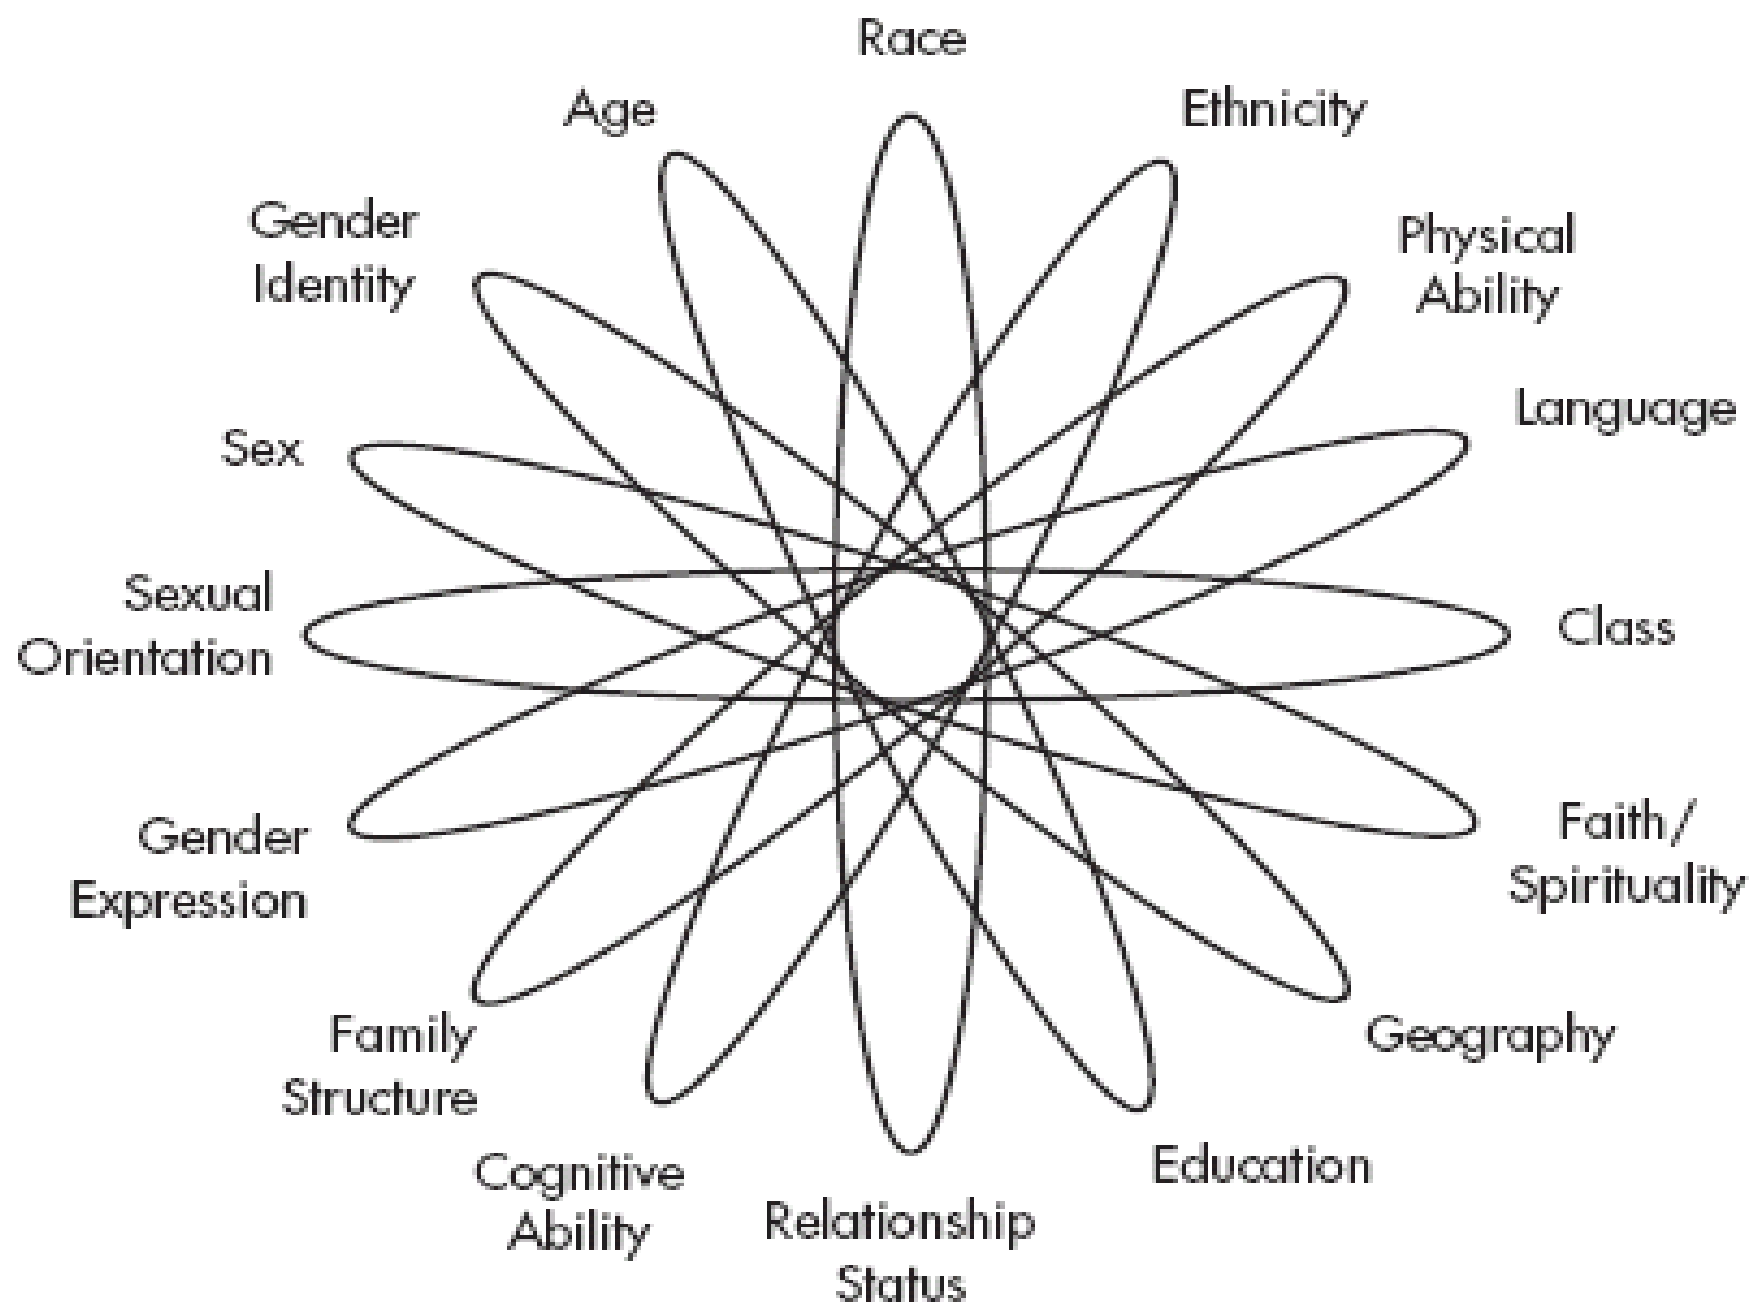 Race
Ethnicity
Physical
Ability
Language
Class
Faith/
Spirituality
Geography
Education
Relationship
Status
Cognitive
Ability
Family
Structure
Gender
Expression
Sexual
Orientation
Sex
Gender
Identity
Age